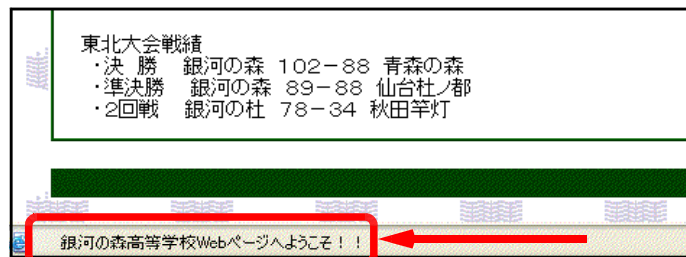 東北大会戦績
・決 勝 銀河の森 102-88 青森の森
・準決勝 銀河の森 89-88 仙台杜ノ都
・2回戦 銀河の杜 78-34 秋田竿灯
銀河の森高等学校Webページへようこそ！！